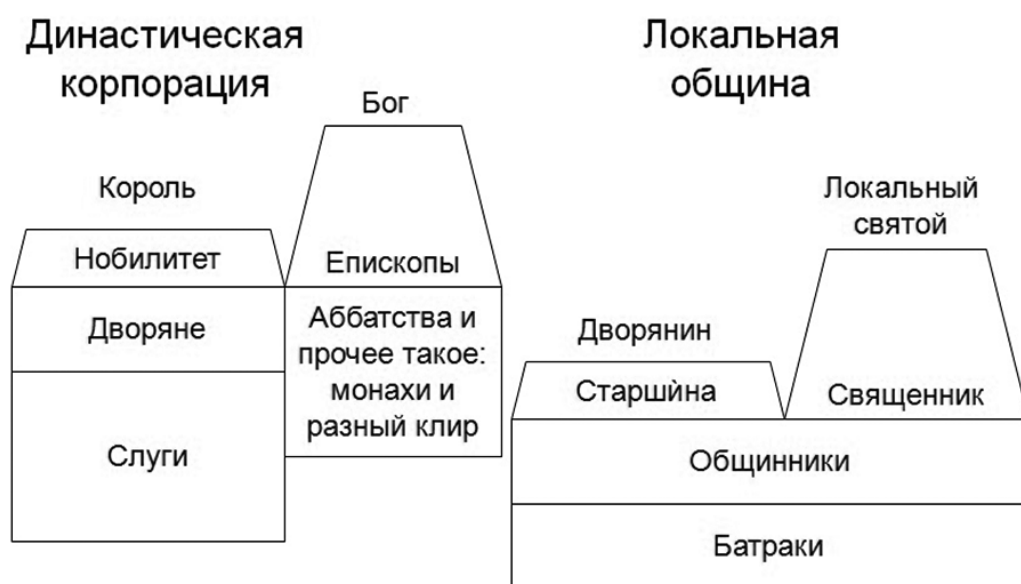 Династическая
корпорация
Бог
Король
Нобилитет
Епископы
Дворяне
Аббатства и
прочее такое:
монахи и
разный клир
Слуги
Локальная
община
Локальный
святой
Дворянин
Старшѝна
Священник
Общинники
Батраки